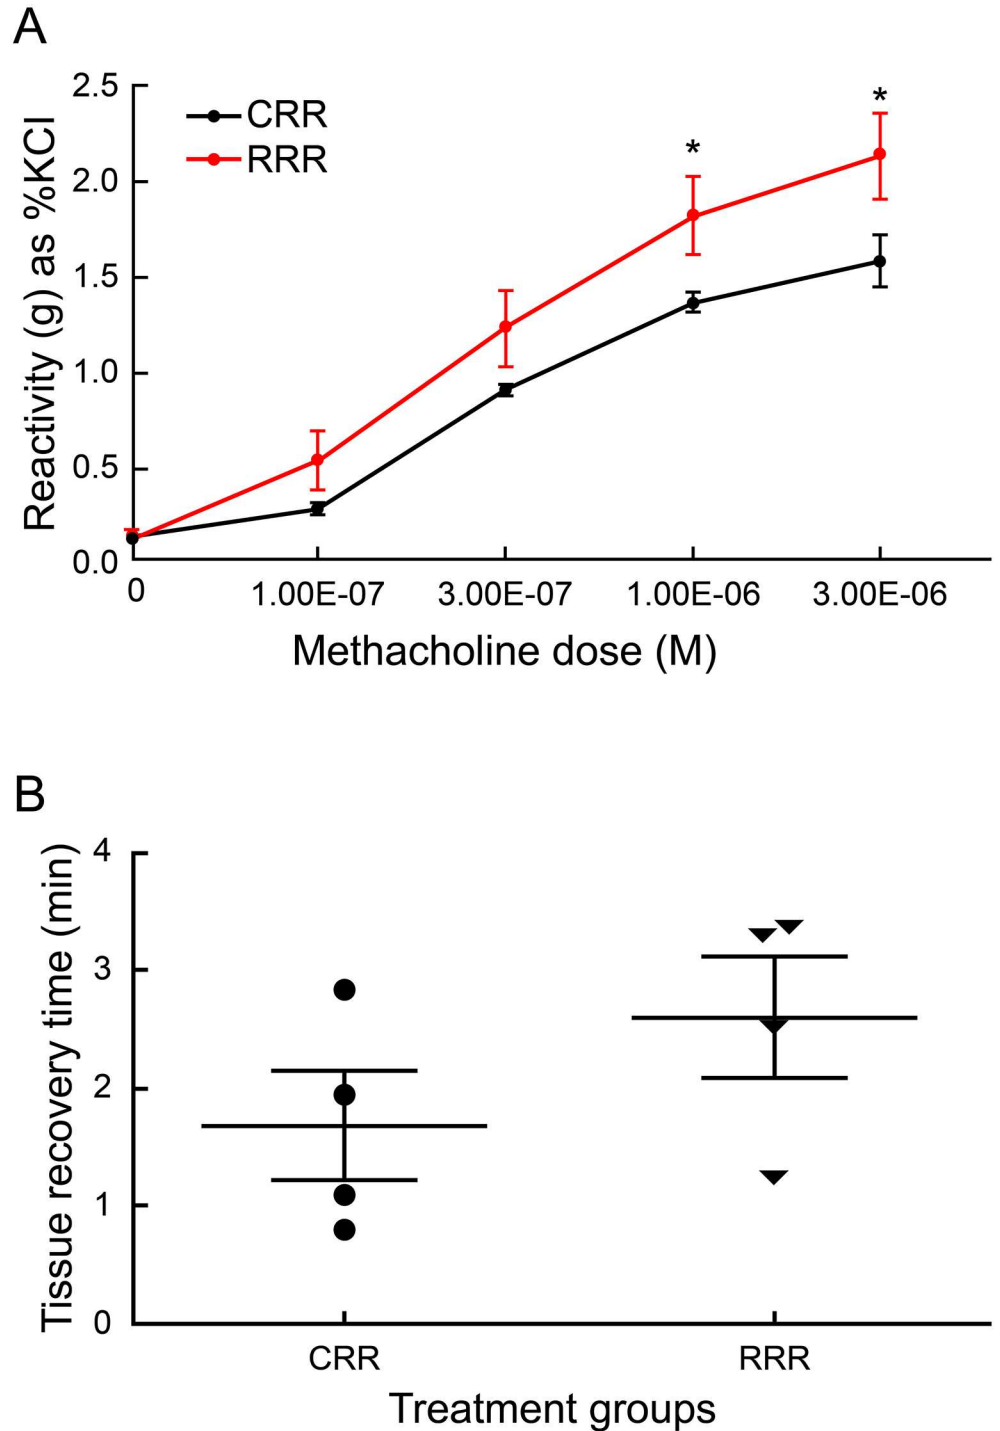 A
2.5
2.0
1.5
1.0
0.5
0.0
Reactivity (g) as %KCl
CRR
RRR
*
*
0
1.00E-07
3.00E-07
1.00E-06
3.00E-06
Methacholine dose (M)
B
4
3
2
1
0
Tissue recovery time (min)
CRR
RRR
Treatment groups